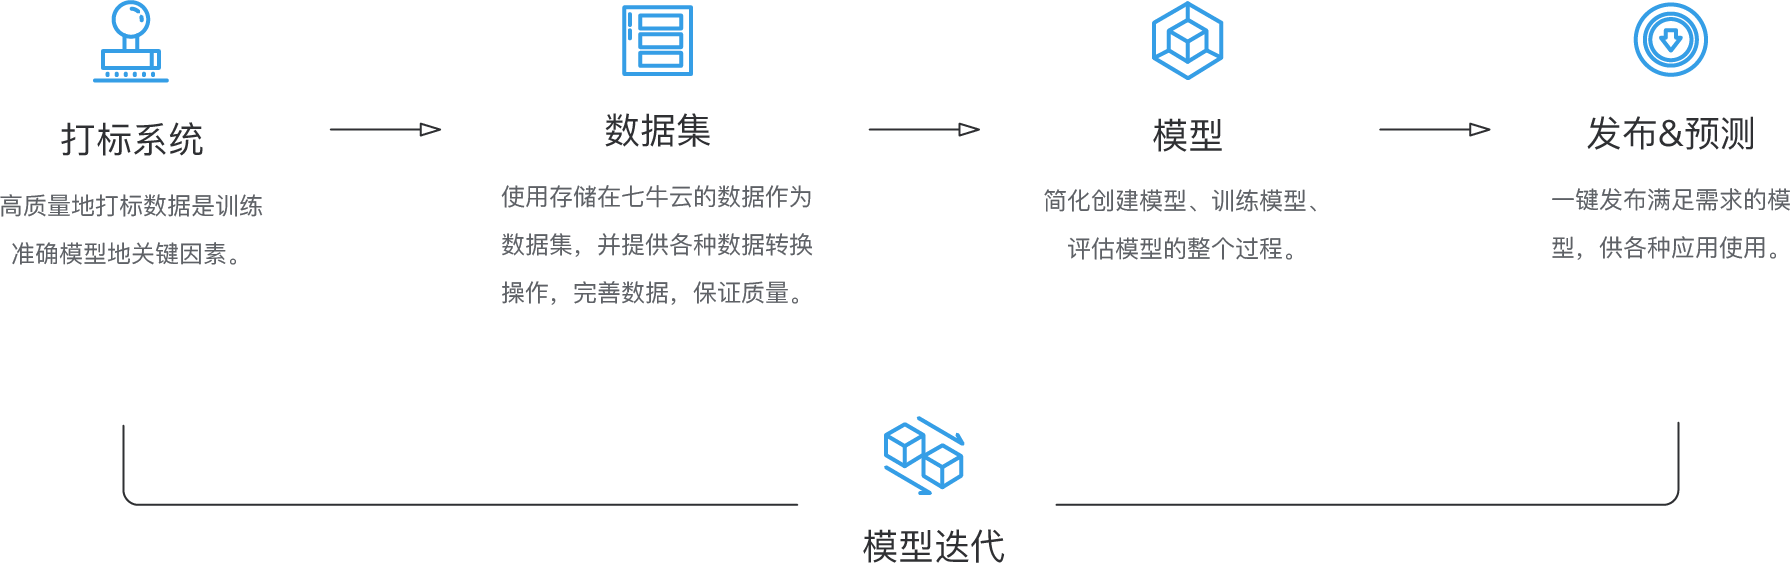 打标系统
高质量地打标数据是训练
准确模型地关键因素。
数据集
使用存储在七牛云的数据作为
数据集，并提供各种数据转换
操作，完善数据，保证质量。
模型
简化创建模型、训练模型、
评估模型的整个过程。
发布&预测
一键发布满足需求的模
型，供各种应用使用。
模型迭代